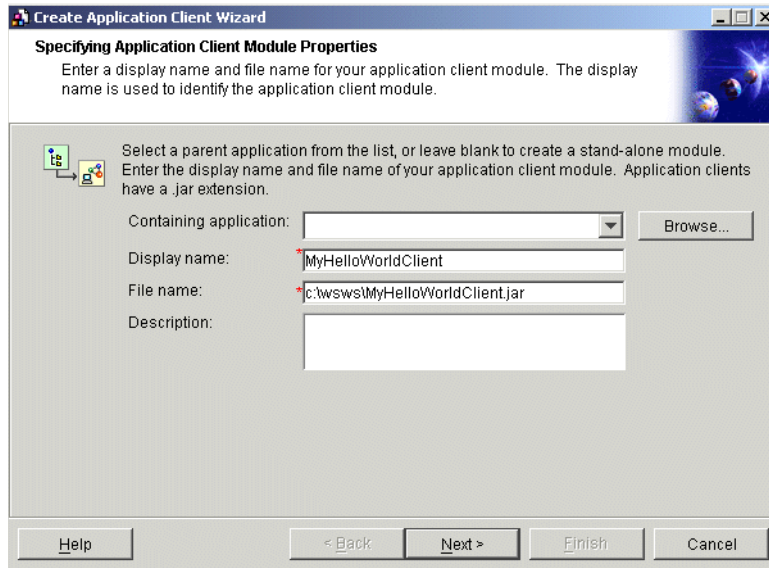 Create Application Client Wizard
Specifying Application Client Module Properties
Enter a display name and file name for your application client module. The display
name is used to identify the application client module.
Select a parent application from the list, or leave blank to create a stand-alone module.
Enter the display name and file name of your application client module. Application clients
have a .jar extension.
Containing application:
Browse...
Display name: *MyHelloWorldClient
File name: *c:\wsws\MyHelloWorldClient.jar
Description:
Help < Back Next > Finish Cancel